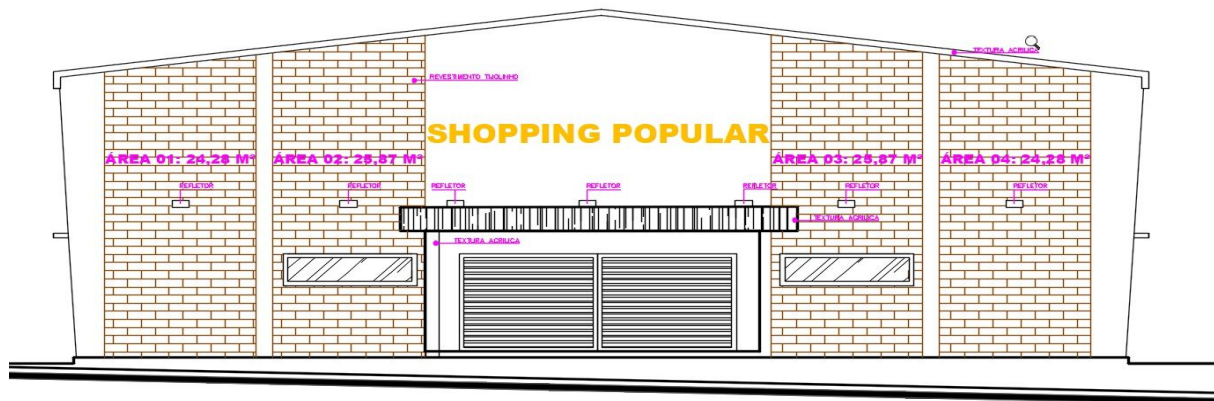 TEXTURA ACRILICA
REVESTIMENTO TIJOLINHO
SHOPPING POPULAR
ÁREA 01: 24,28 M²
ÁREA 02: 25,87 M²
ÁREA 03: 25,87 M²
ÁREA 04: 24,28 M²
REFLETOR
REFLETOR
REFLETOR
REFLETOR
REFLETOR
REFLETOR
REFLETOR
TEXTURA ACRILICA
TEXTURA ACRILICA